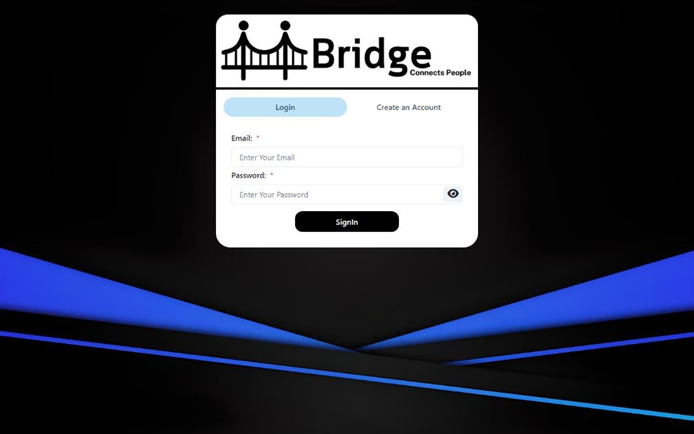 Bridge
Connects People
Login
Create an Account
Email: *
Enter Your Email
Password: *
Enter Your Password
SignIn